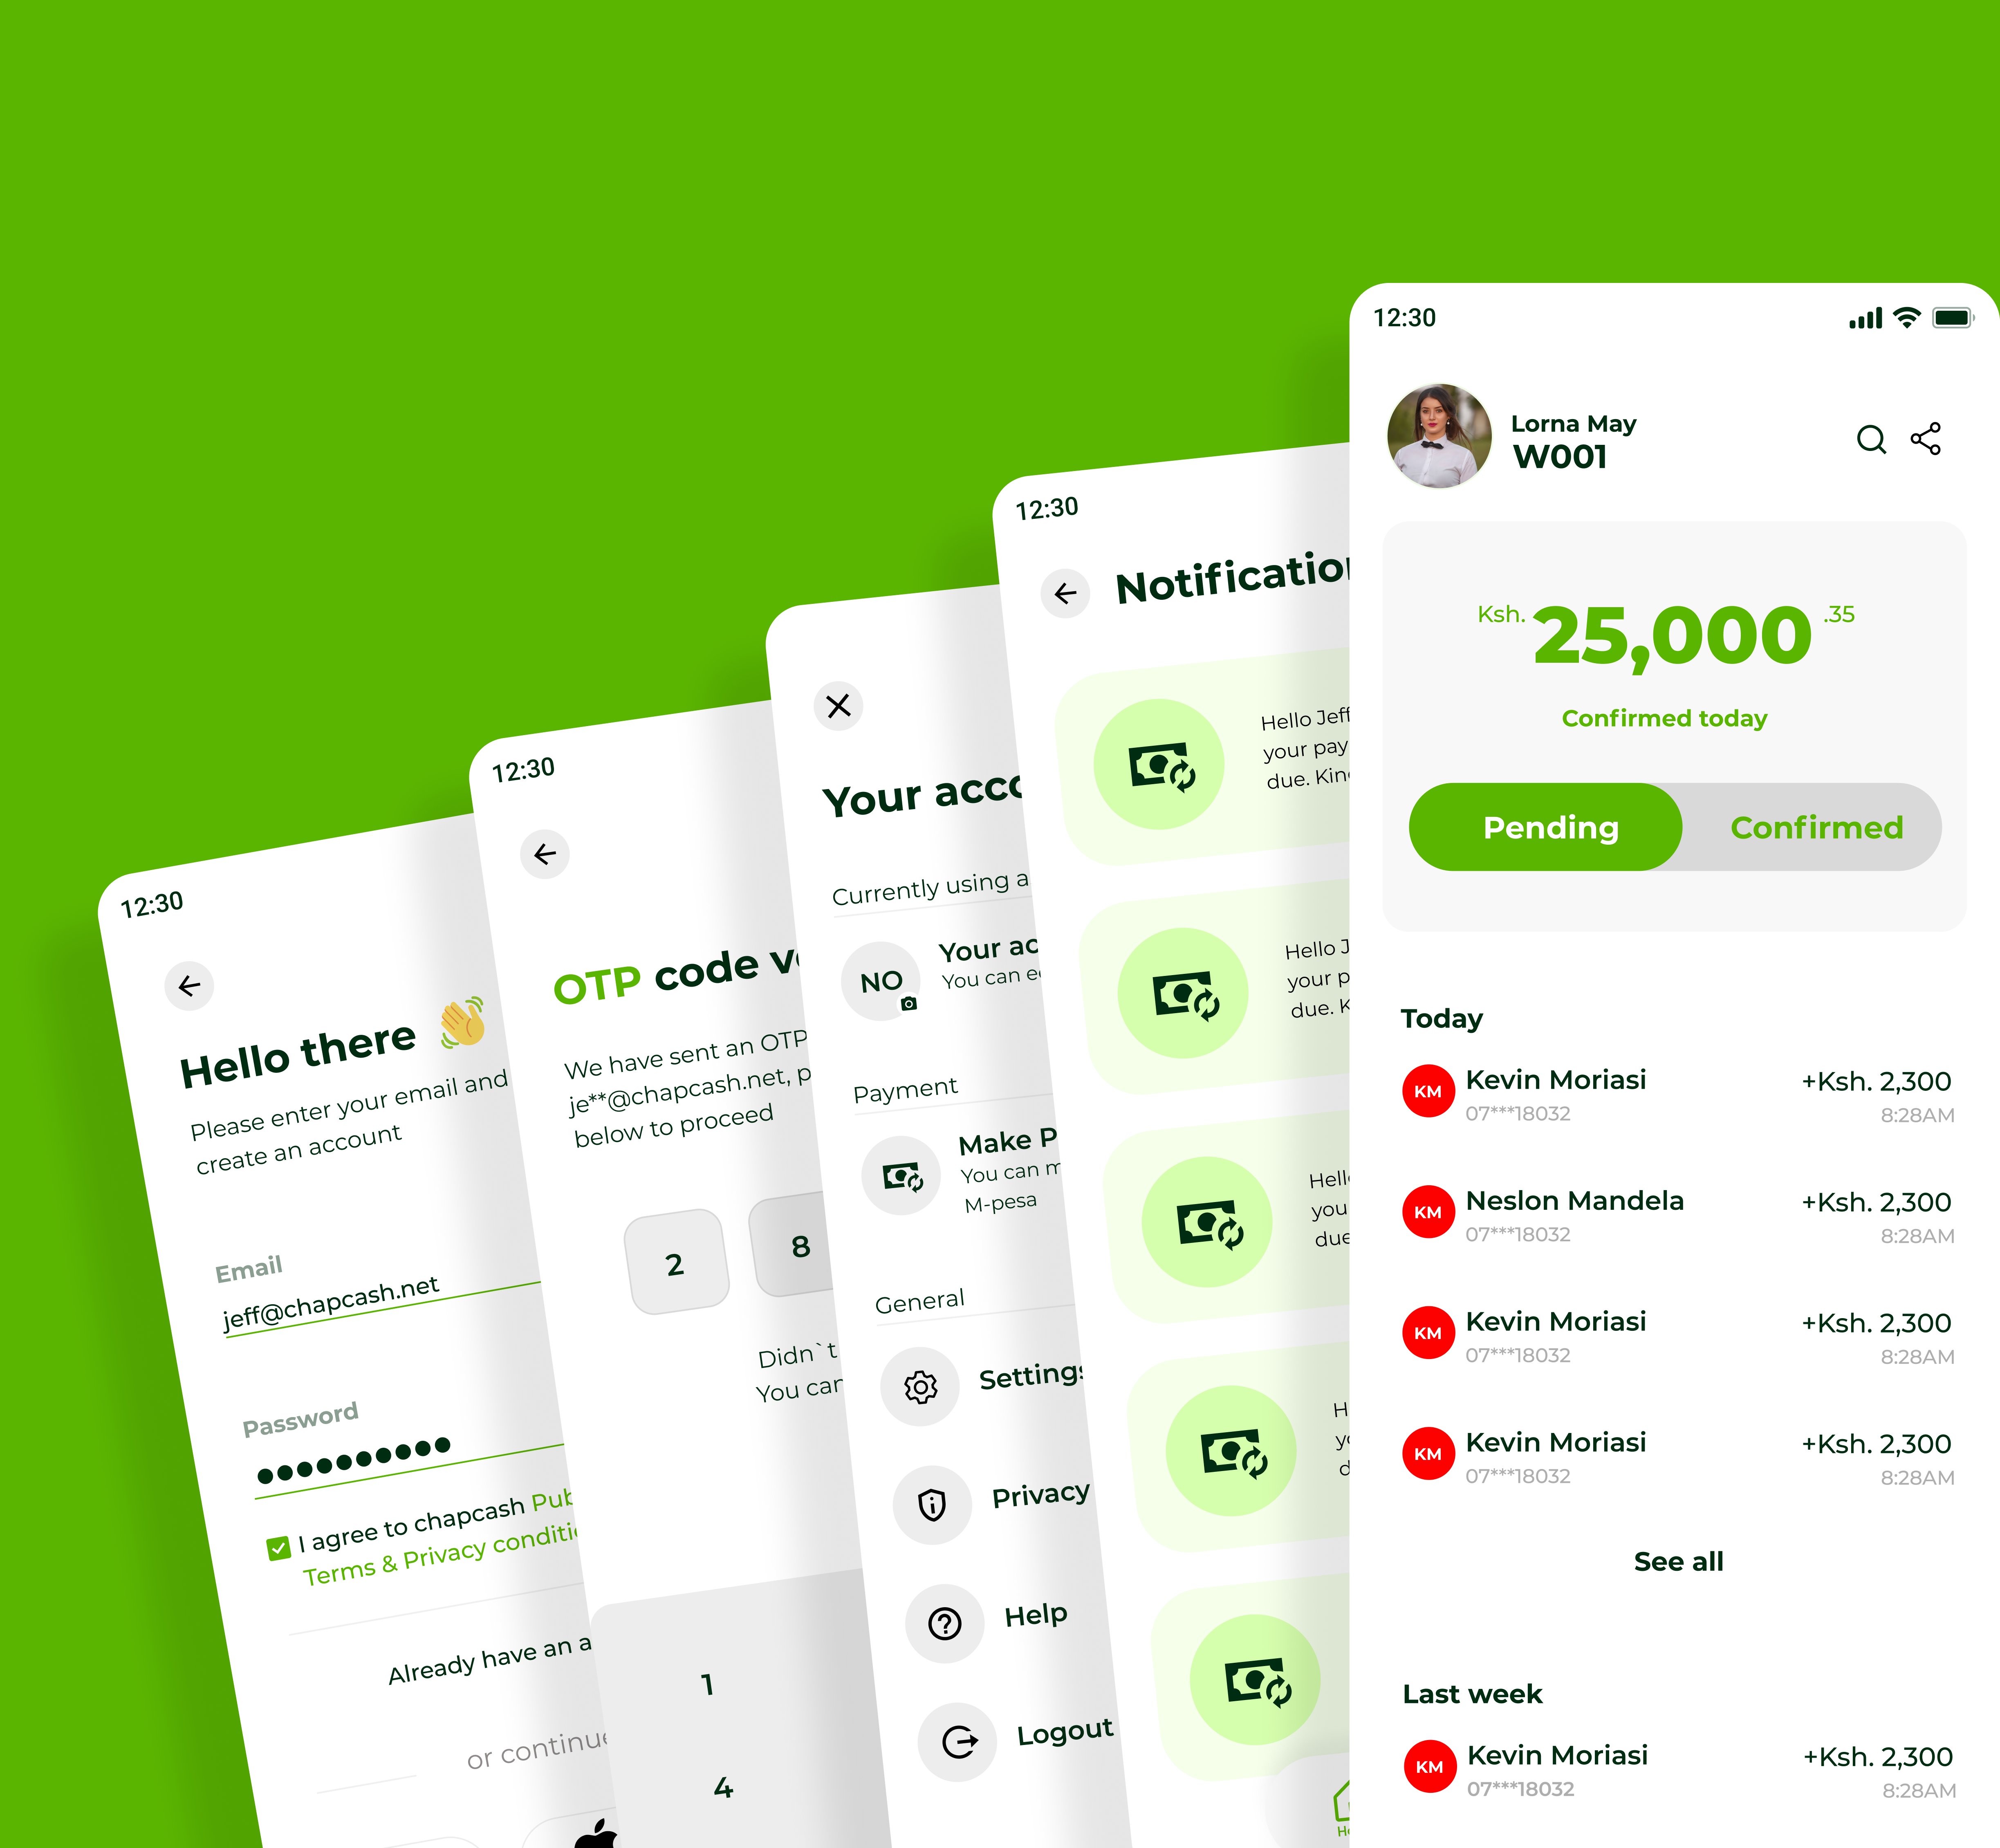 12:30
Hello there
Please enter your email and
create an account
Email
jeff@chapcash.net
Password
I agree to chapcash Pub
Terms & Privacy conditio
Already have an a
or continue
12:30
OTP code ve
We have sent an OTP
je**@chapcash.net, p
below to proceed
2 8
Didn`t
You can
1
4
Your acco
Currently using a
NO
Your ac
You can e
Payment
Make P
You can m
M-pesa
General
Settings
Privacy
Help
Logout
12:30
Notification
Hello Jeff
your pay
due. Kin
Hello J
your p
due. K
Hell
you
due
H
yo
d
12:30
Lorna May
W001
Ksh. 25,000 .35
Confirmed today
Pending Confirmed
Today
KM Kevin Moriasi +Ksh. 2,300
07***18032 8:28AM
KM Neslon Mandela +Ksh. 2,300
07***18032 8:28AM
KM Kevin Moriasi +Ksh. 2,300
07***18032 8:28AM
KM Kevin Moriasi +Ksh. 2,300
07***18032 8:28AM
See all
Last week
KM Kevin Moriasi +Ksh. 2,300
07***18032 8:28AM